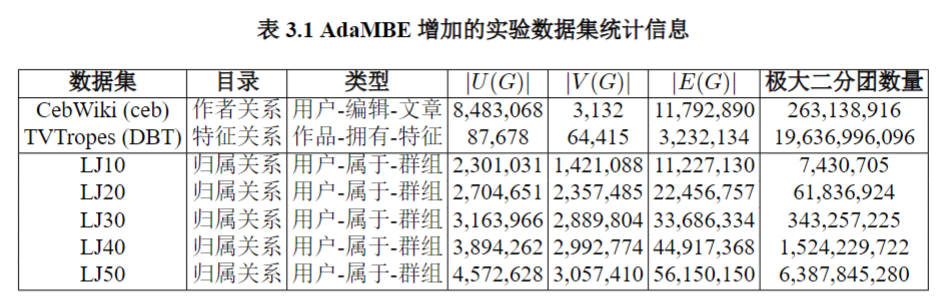 表 3.1 AdaMBE 增加的实验数据集统计信息
数据集 目录 类型 |U(G)| |V(G)| |E(G)| 极大二分团数量
CebWiki (ceb) 作者关系 用户-编辑-文章 8,483,068 3,132 11,792,890 263,138,916
TVTropes (DBT) 特征关系 作品-拥有-特征 87,678 64,415 3,232,134 19,636,996,096
LJ10 归属关系 用户-属于-群组 2,301,031 1,421,088 11,227,130 7,430,705
LJ20 归属关系 用户-属于-群组 2,704,651 2,357,485 22,456,757 61,836,924
LJ30 归属关系 用户-属于-群组 3,163,966 2,889,804 33,686,334 343,257,225
LJ40 归属关系 用户-属于-群组 3,894,262 2,992,774 44,917,368 1,524,229,722
LJ50 归属关系 用户-属于-群组 4,572,628 3,057,410 56,150,150 6,387,845,280